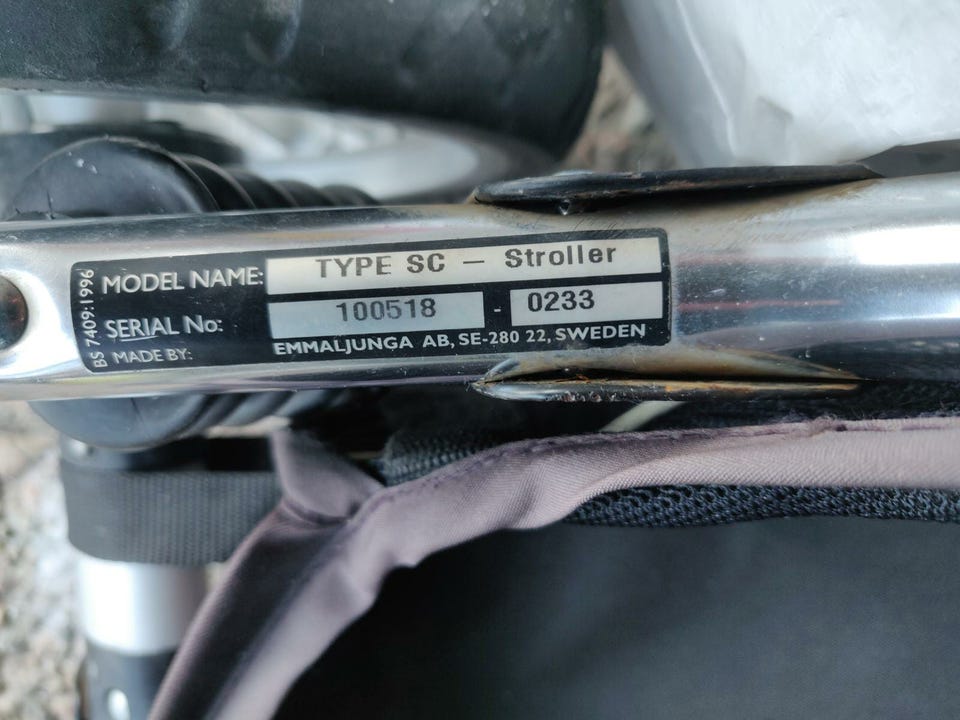 BS 7409:1996
MODEL NAME: TYPE SC - Stroller
SERIAL No: 100518 - 0233
MADE BY: EMMALJUNGA AB, SE-280 22, SWEDEN